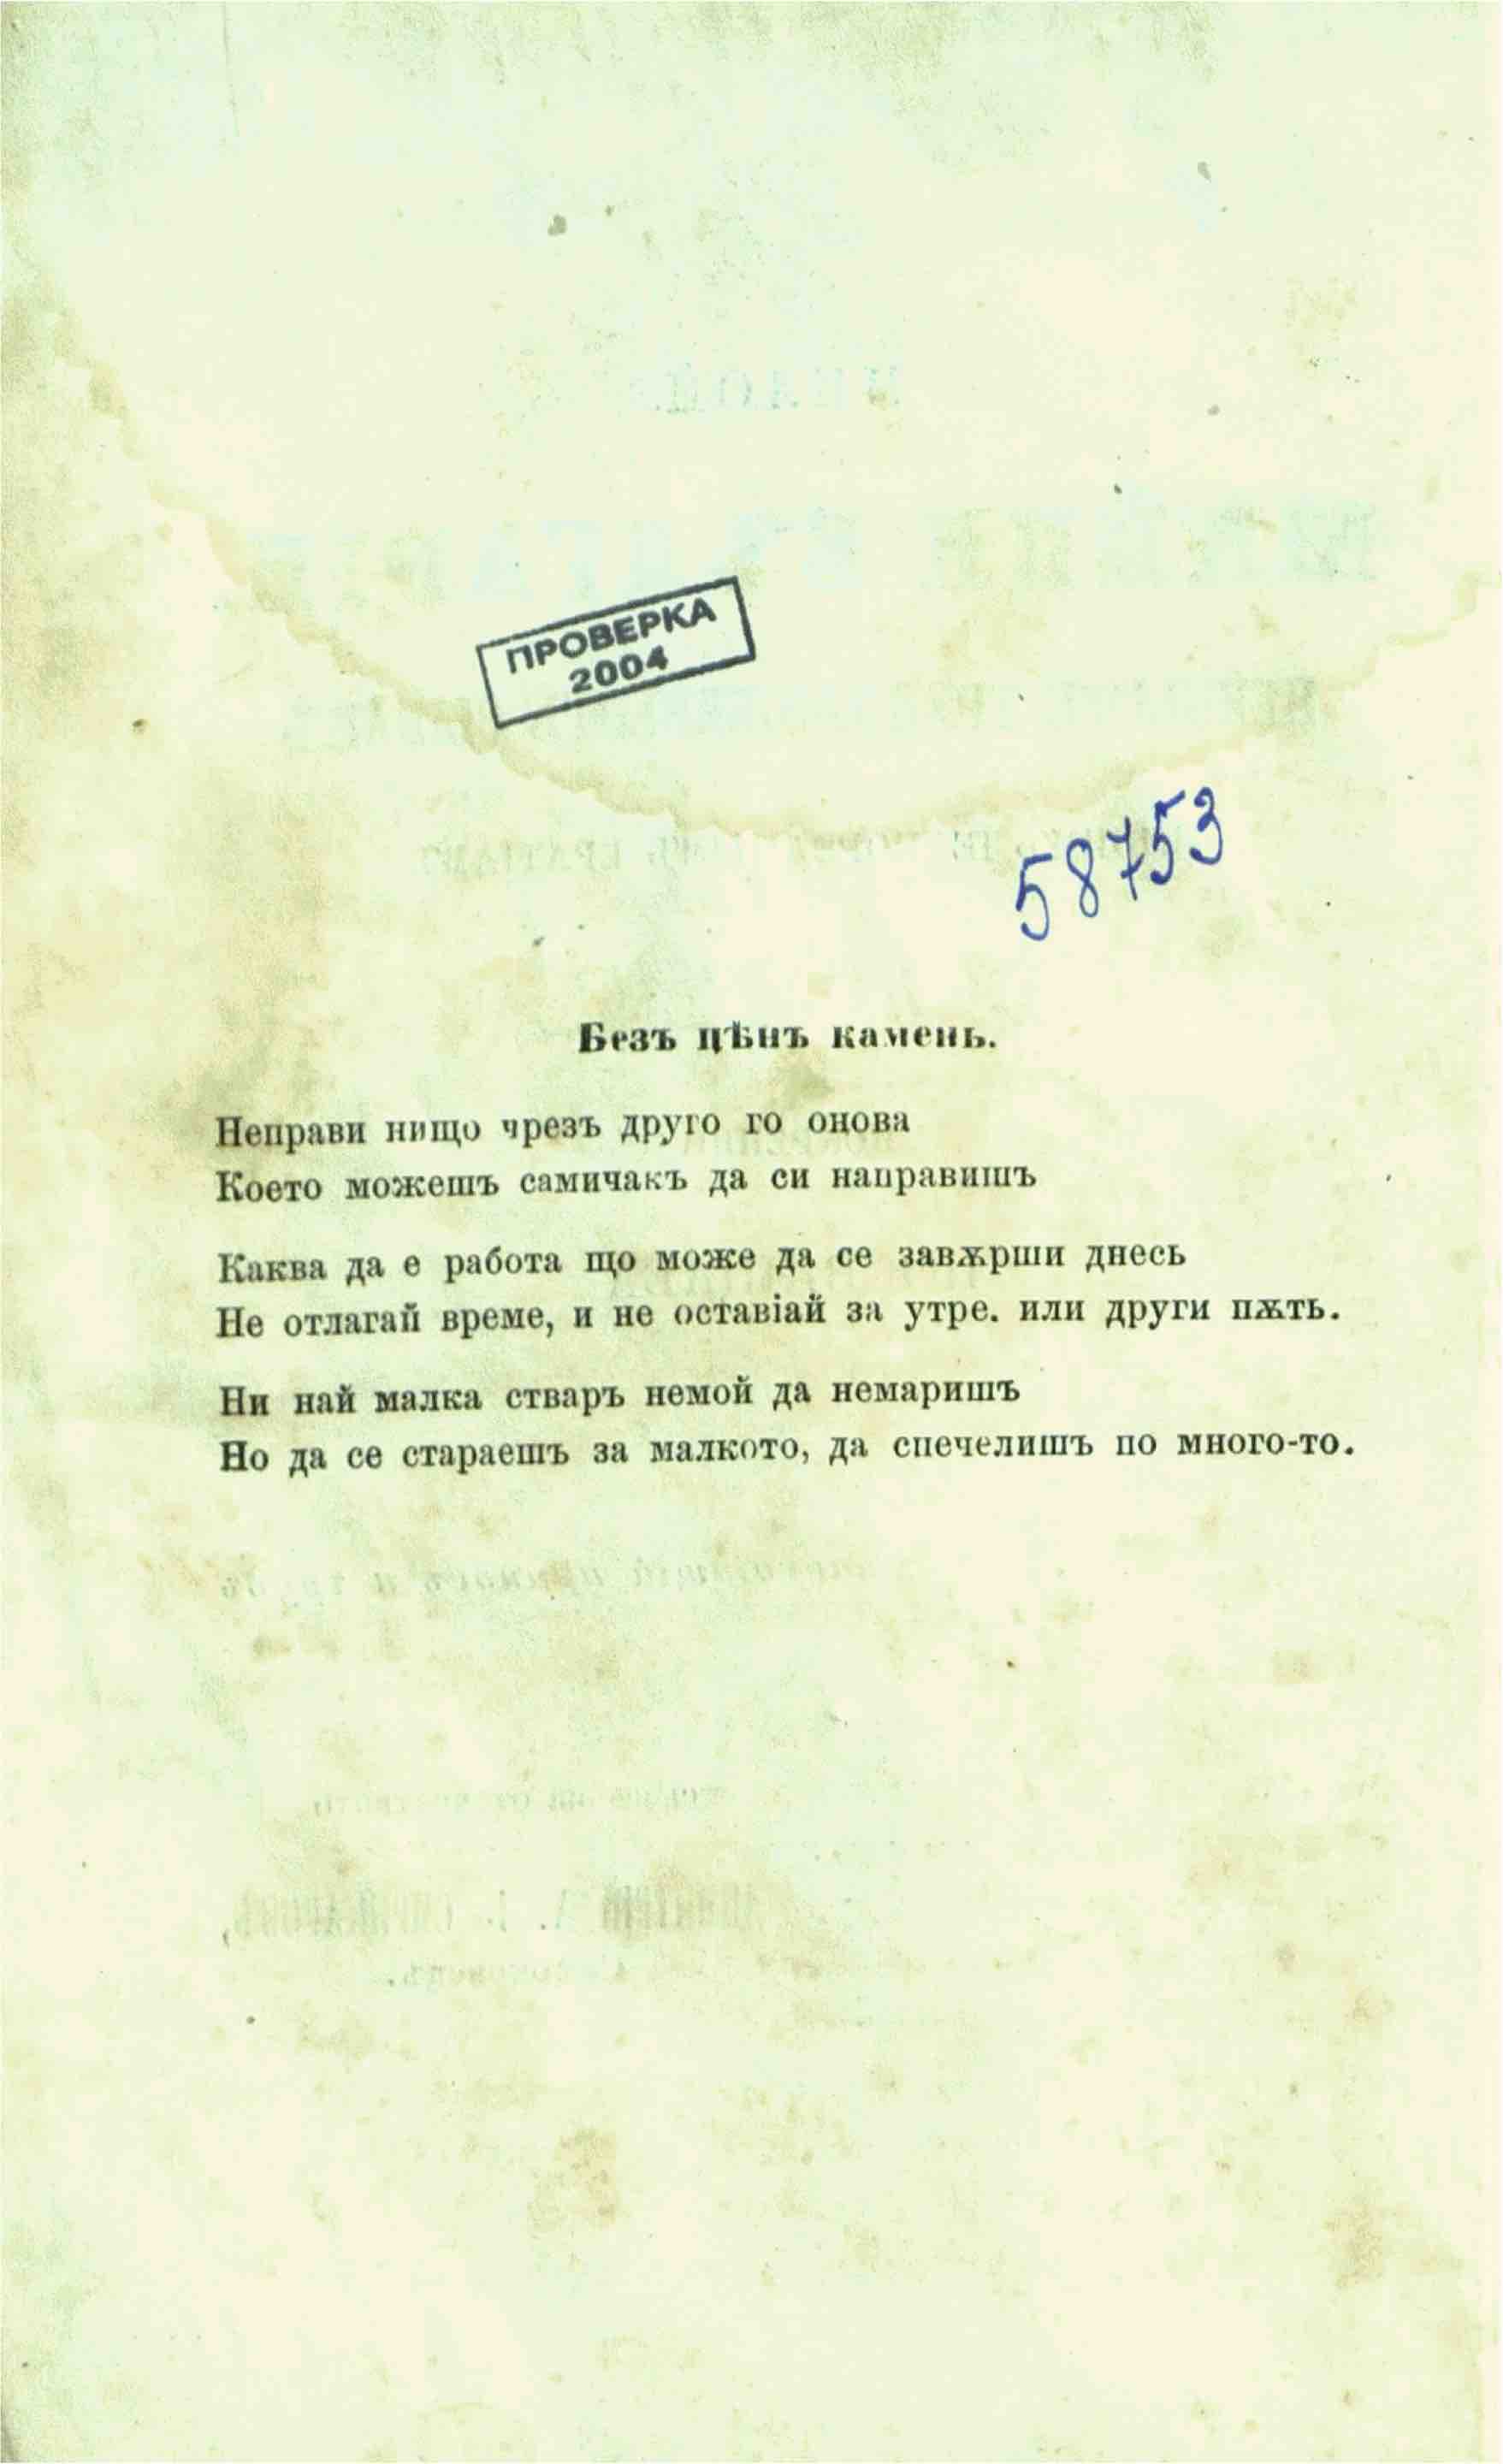 ПРОВЕРКА
2004
58753
Безъ цѣнъ камень.
Неправи нищо чрезъ друго го онова
Което можешъ самичакъ да си направишъ
Каква да е работа що може да се завѫрши днесь
Не отлагай време, и не оставіай за утре. или други пѫть.
Ни най малка стваръ немой да немаришъ
Но да се стараешъ за малкото, да спечелишъ по много-то.